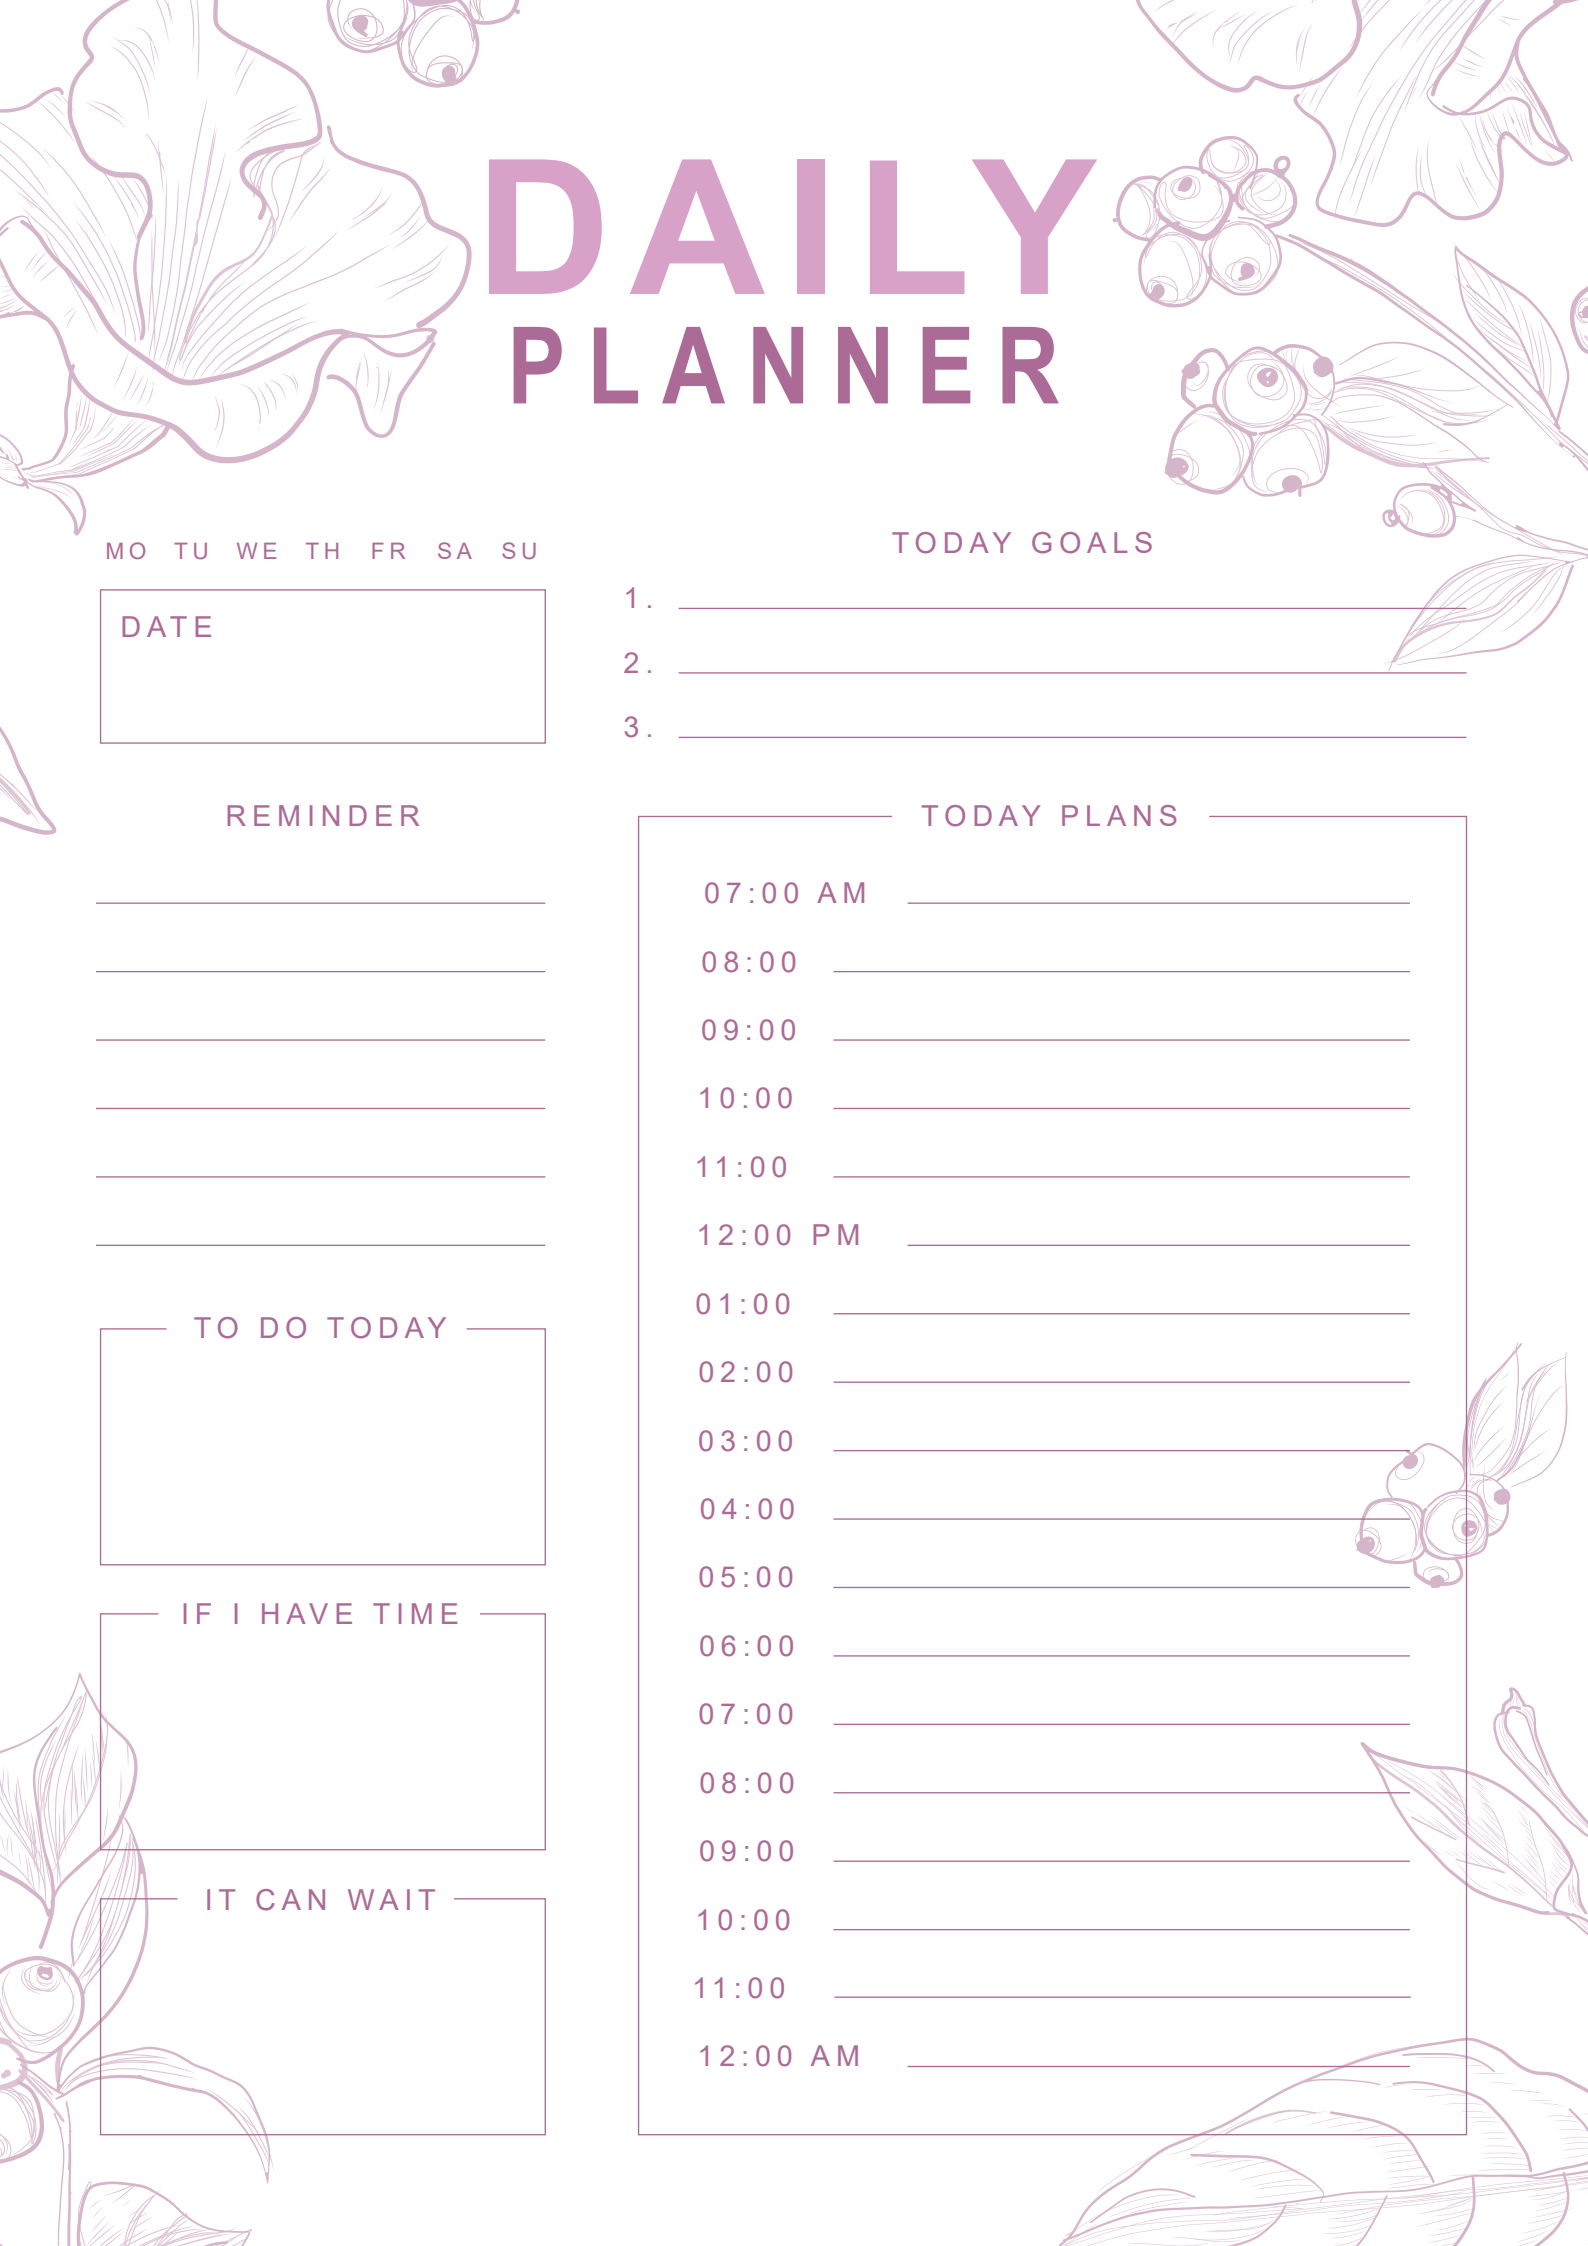 DAILY
PLANNER
MO TU WE TH FR SA SU
DATE
TODAY GOALS
1.
2.
3.
REMINDER
TO DO TODAY
IF I HAVE TIME
IT CAN WAIT
TODAY PLANS
07:00 AM
08:00
09:00
10:00
11:00
12:00 PM
01:00
02:00
03:00
04:00
05:00
06:00
07:00
08:00
09:00
10:00
11:00
12:00 AM